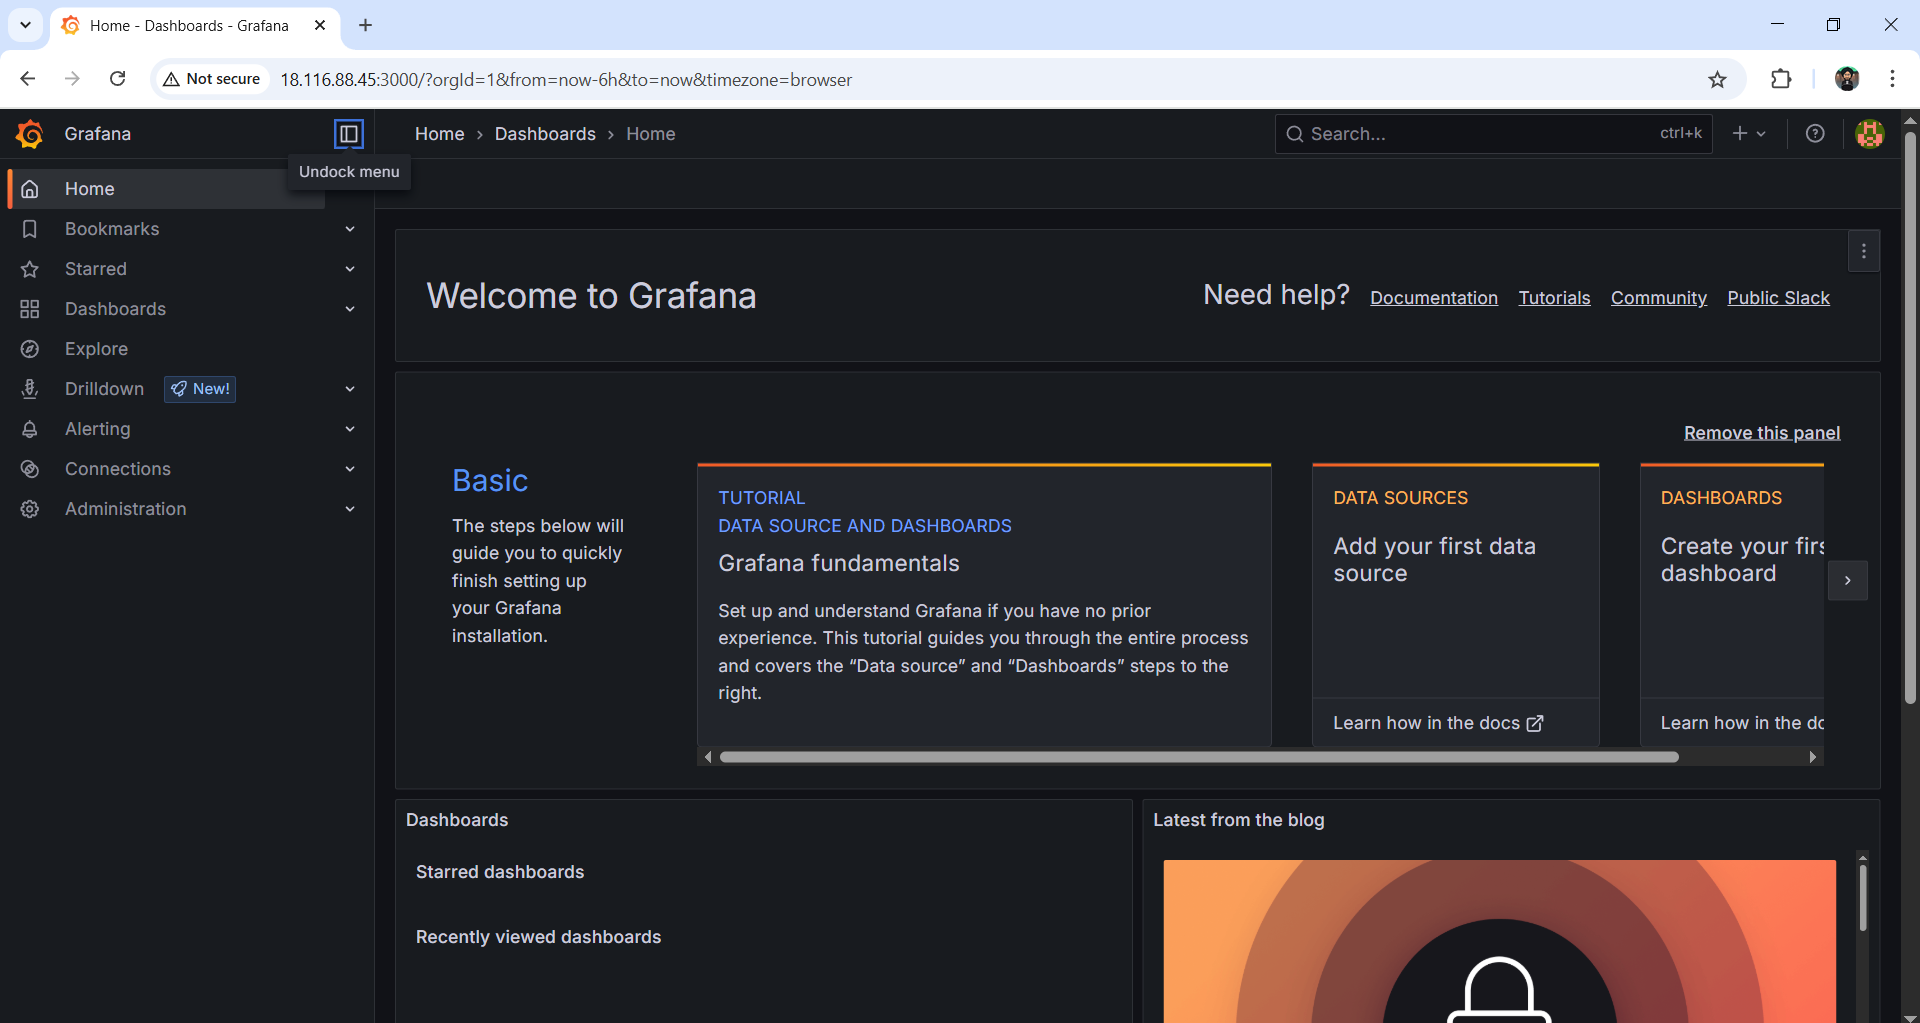 Home - Dashboards - Grafana
Not secure
18.116.88.45:3000/?orgId=1&from=now-6h&to=now&timezone=browser
Grafana
Home › Dashboards › Home
Search...
ctrl+k
Undock menu
Home
Bookmarks
Starred
Dashboards
Explore
Drilldown
New!
Alerting
Connections
Administration
Welcome to Grafana
Need help?
Documentation
Tutorials
Community
Public Slack
Remove this panel
Basic
The steps below will
guide you to quickly
finish setting up
your Grafana
installation.
TUTORIAL
DATA SOURCE AND DASHBOARDS
Grafana fundamentals
Set up and understand Grafana if you have no prior
experience. This tutorial guides you through the entire process
and covers the “Data source” and “Dashboards” steps to the
right.
DATA SOURCES
Add your first data
source
Learn how in the docs
DASHBOARDS
Create your firs
dashboard
Learn how in the do
Dashboards
Starred dashboards
Recently viewed dashboards
Latest from the blog